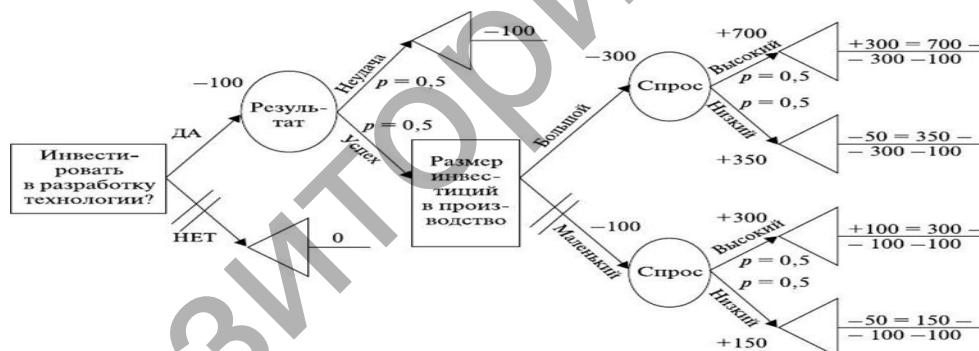 Инвести-
ровать
в разработку
технологии?
ДА
НЕТ
0
−100
Резуль-
тат
Неудача
p = 0,5
−100
p = 0,5
Успех
Размер
инвес-
тиций
в произ-
водство
Большой
−300
Спрос
+700
Высокий
p = 0,5
+300 = 700 −
− 300 −100
p = 0,5
Низкий
+350
−50 = 350 −
− 300 −100
Маленький
−100
Спрос
+300
Высокий
p = 0,5
+100 = 300 −
− 100 −100
p = 0,5
Низкий
+150
−50 = 150 −
− 100 −100